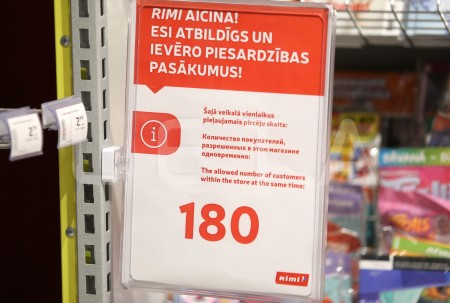 RIMI AICINA!
ESI ATBILDĪGS UN
IEVĒRO PIESARDZĪBAS
PASĀKUMUS!
Šajā veikalā vienlaikus
pieļaujamais pircēju skaits:
Количество покупателей,
разрешенных в этом магазине
одновременно:
The allowed number of customers
within the store at the same time:
180
Rimi!